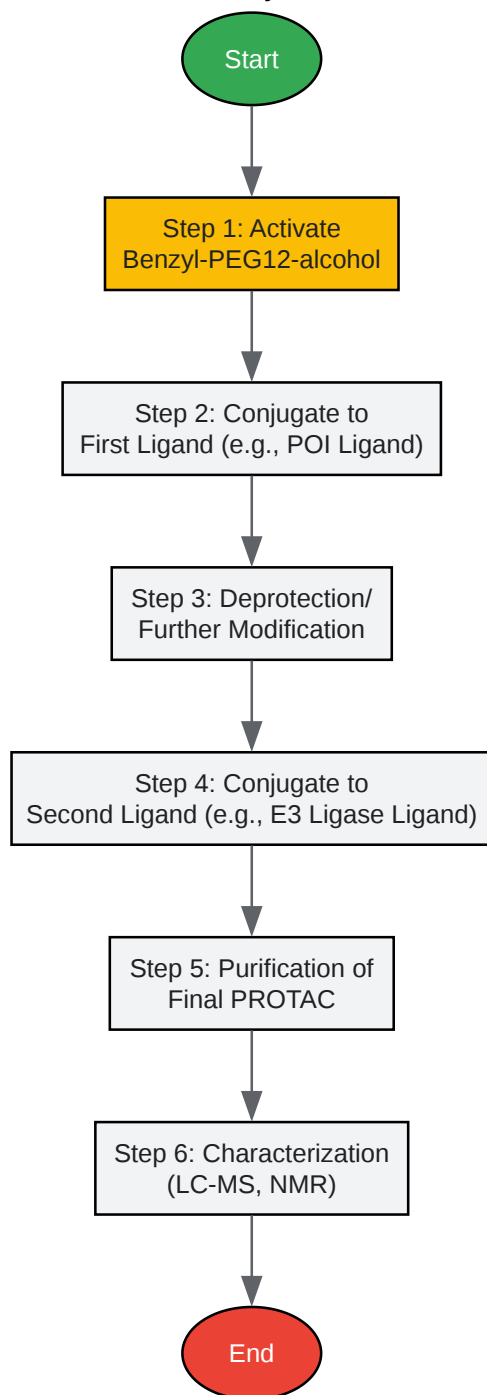 Start
Step 1: Activate
Benzyl-PEG12-alcohol
Step 2: Conjugate to
First Ligand (e.g., POI Ligand)
Step 3: Deprotection/
Further Modification
Step 4: Conjugate to
Second Ligand (e.g., E3 Ligase Ligand)
Step 5: Purification of
Final PROTAC
Step 6: Characterization
(LC-MS, NMR)
End